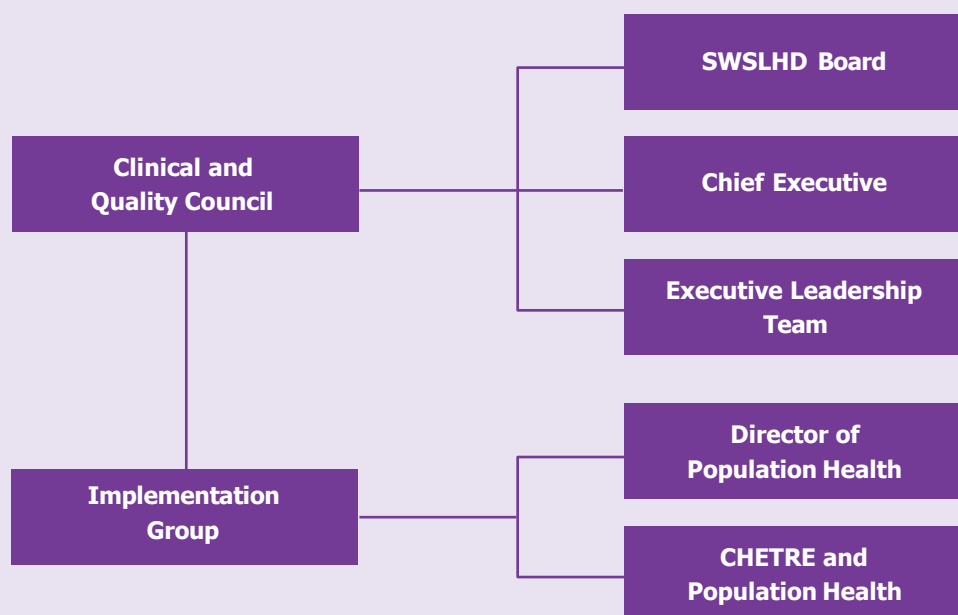 SWSLHD Board
Clinical and
Quality Council
Chief Executive
Executive Leadership
Team
Director of
Population Health
Implementation
Group
CHETRE and
Population Health